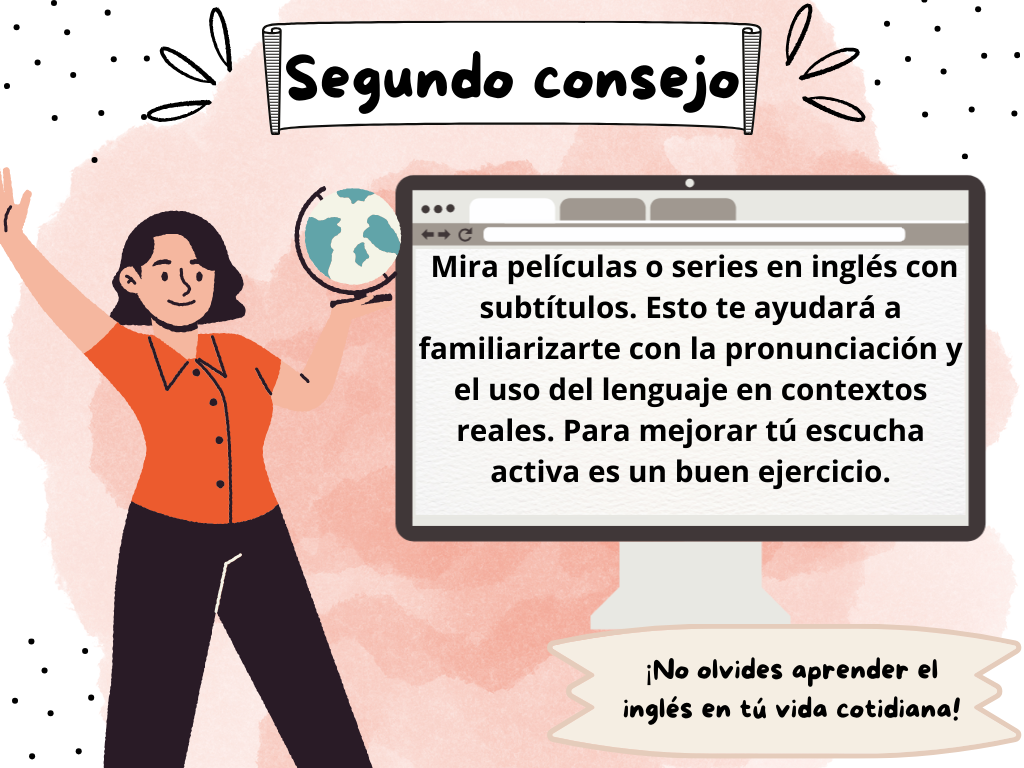 Segundo consejo
Mira películas o series en inglés con
subtítulos. Esto te ayudará a
familiarizarte con la pronunciación y
el uso del lenguaje en contextos
reales. Para mejorar tú escucha
activa es un buen ejercicio.
¡No olvides aprender el
inglés en tú vida cotidiana!